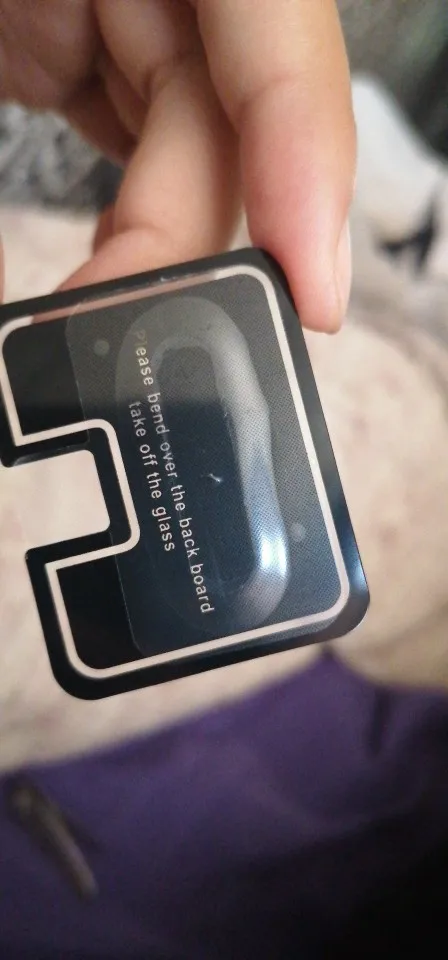 Please bend over the back board
take off the glass